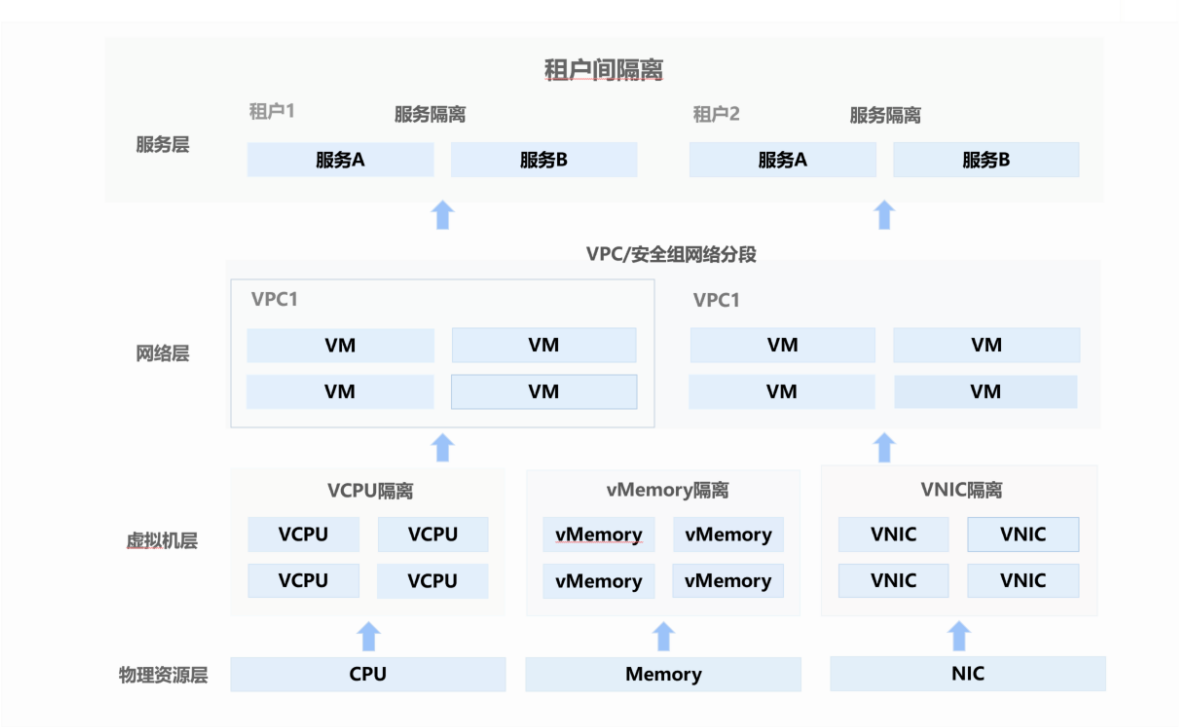 租户间隔离
租户1 服务隔离 租户2 服务隔离
服务层
服务A 服务B 服务A 服务B
VPC/安全组网络分段
VPC1 VPC1
VM VM VM VM
网络层
VM VM VM VM
VCPU隔离 vMemory隔离 VNIC隔离
VCPU VCPU vMemory vMemory VNIC VNIC
虚拟机层
VCPU VCPU vMemory vMemory VNIC VNIC
物理资源层 CPU Memory NIC